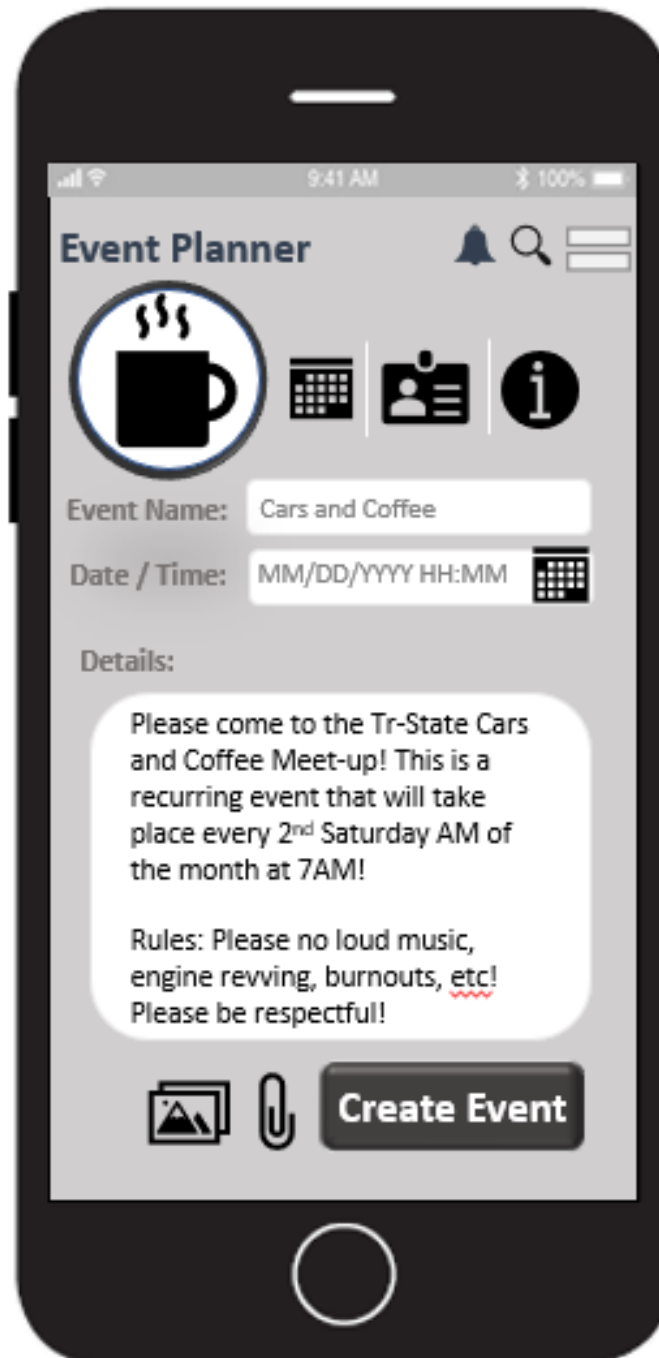 9:41 AM 100%
Event Planner
Event Name: Cars and Coffee
Date / Time: MM/DD/YYYY HH:MM
Details:
Please come to the Tr-State Cars
and Coffee Meet-up! This is a
recurring event that will take
place every 2nd Saturday AM of
the month at 7AM!
Rules: Please no loud music,
engine revving, burnouts, etc!
Please be respectful!
Create Event